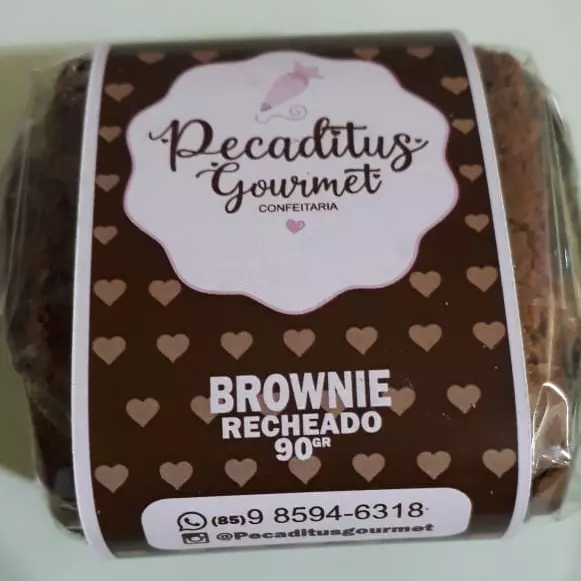 Pecaditus
Gourmet
CONFEITARIA
BROWNIE
RECHEADO
90GR
(85)9 8594-6318
@Pecaditusgourmet